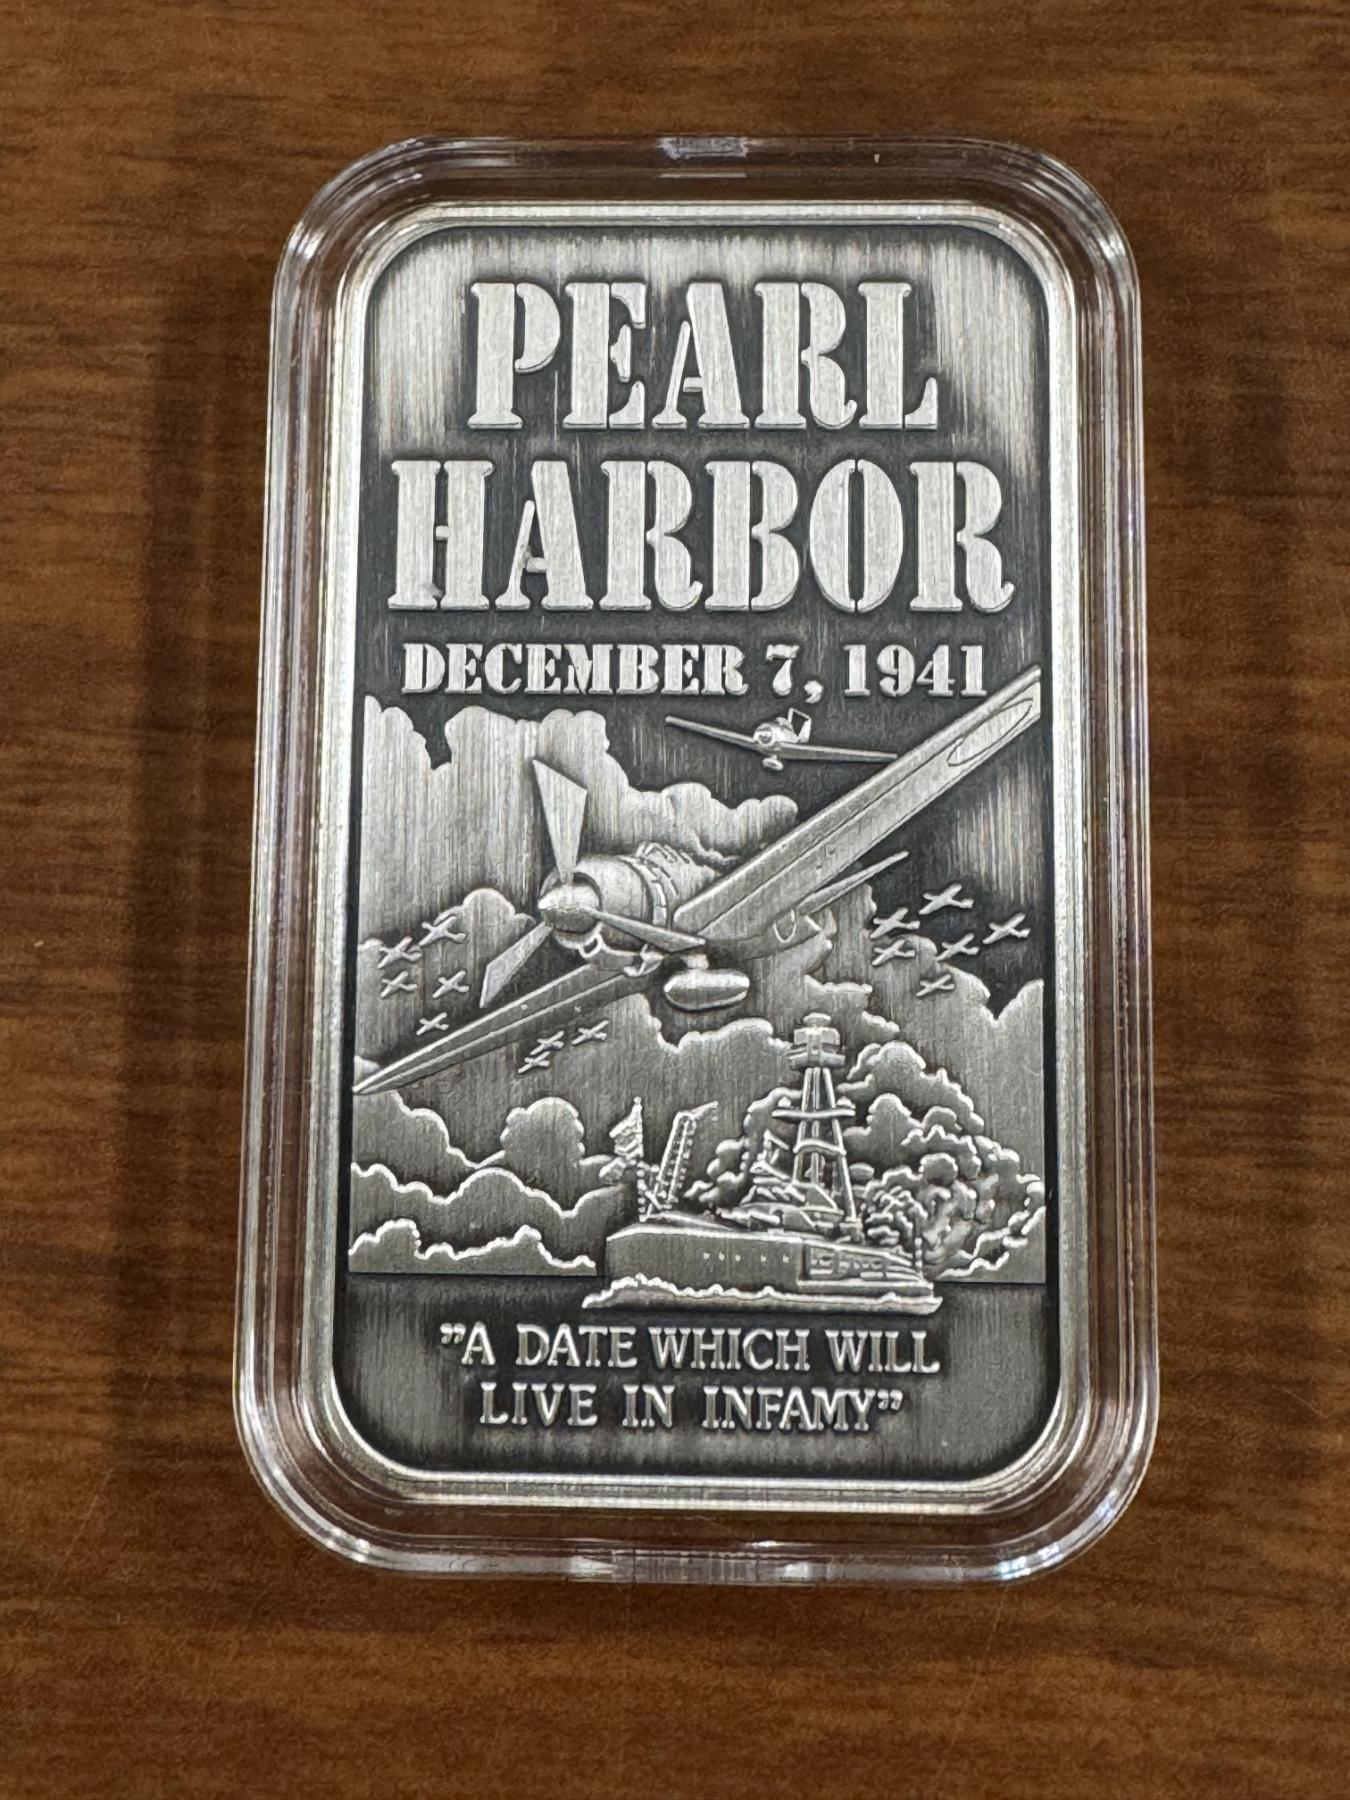 PEARL
HARBOR
DECEMBER 7, 1941
”A DATE WHICH WILL
LIVE IN INFAMY”